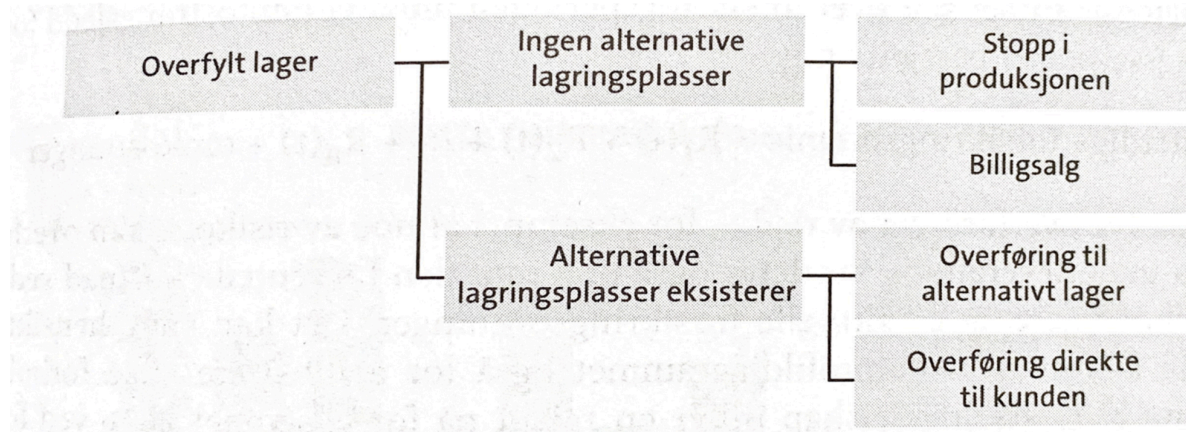 Overfylt lager
Ingen alternative
lagringsplasser
Stopp i
produksjonen
Billigsalg
Alternative
lagringsplasser eksisterer
Overføring til
alternativt lager
Overføring direkte
til kunden